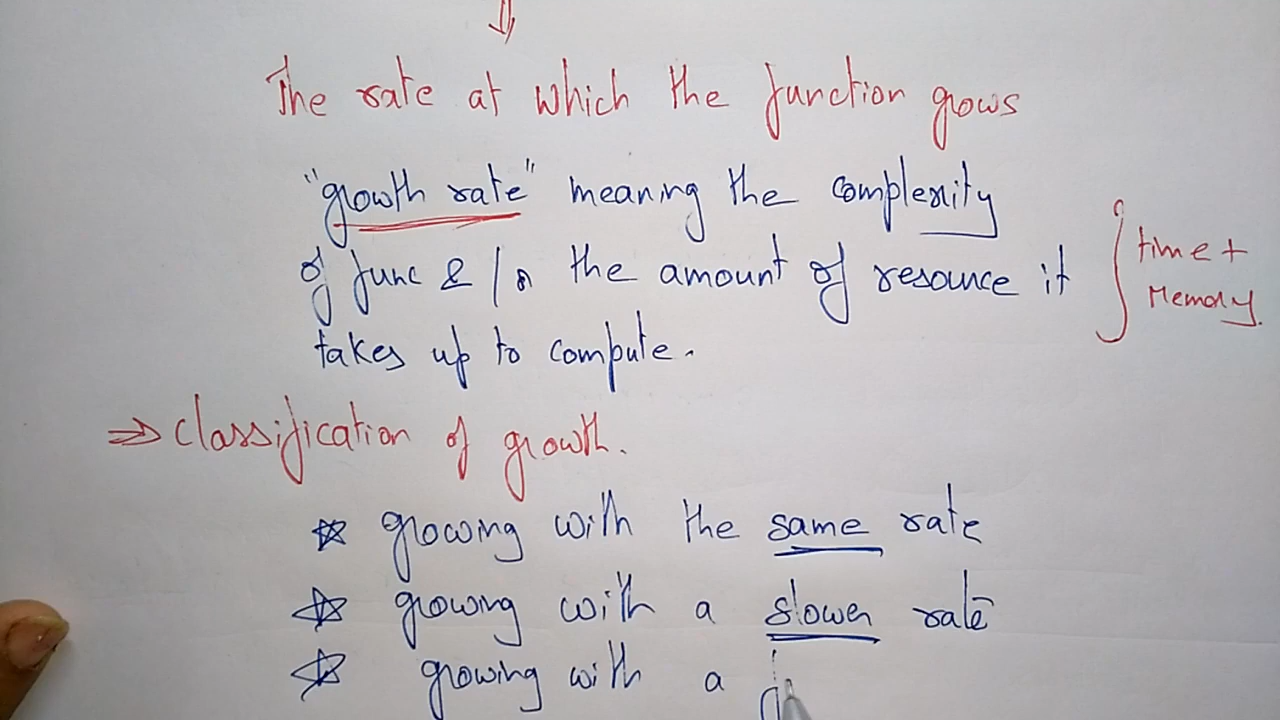 ⇓
The rate at which the function grows
"growth rate" meaning the complexity
of func & / or the amount of resource it
time +
Memory.
takes up to compute.
⇒ classification of growth.
☆ growing with the same rate
☆ growing with a slower rate
☆ growing with a